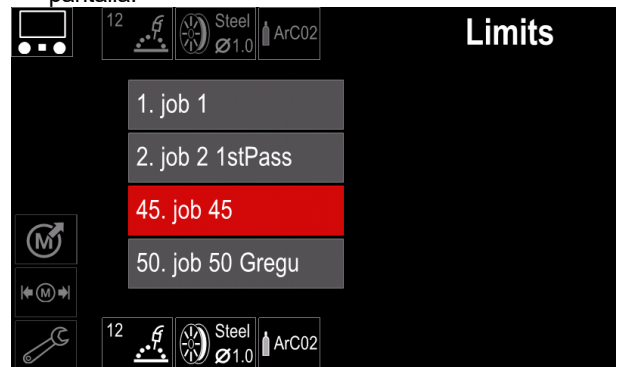 pantalla.
12 Steel ø1.0 ArC02 Limits
1. job 1
2. job 2 1stPass
45. job 45
50. job 50 Gregu
M
M
12 Steel ø1.0 ArC02